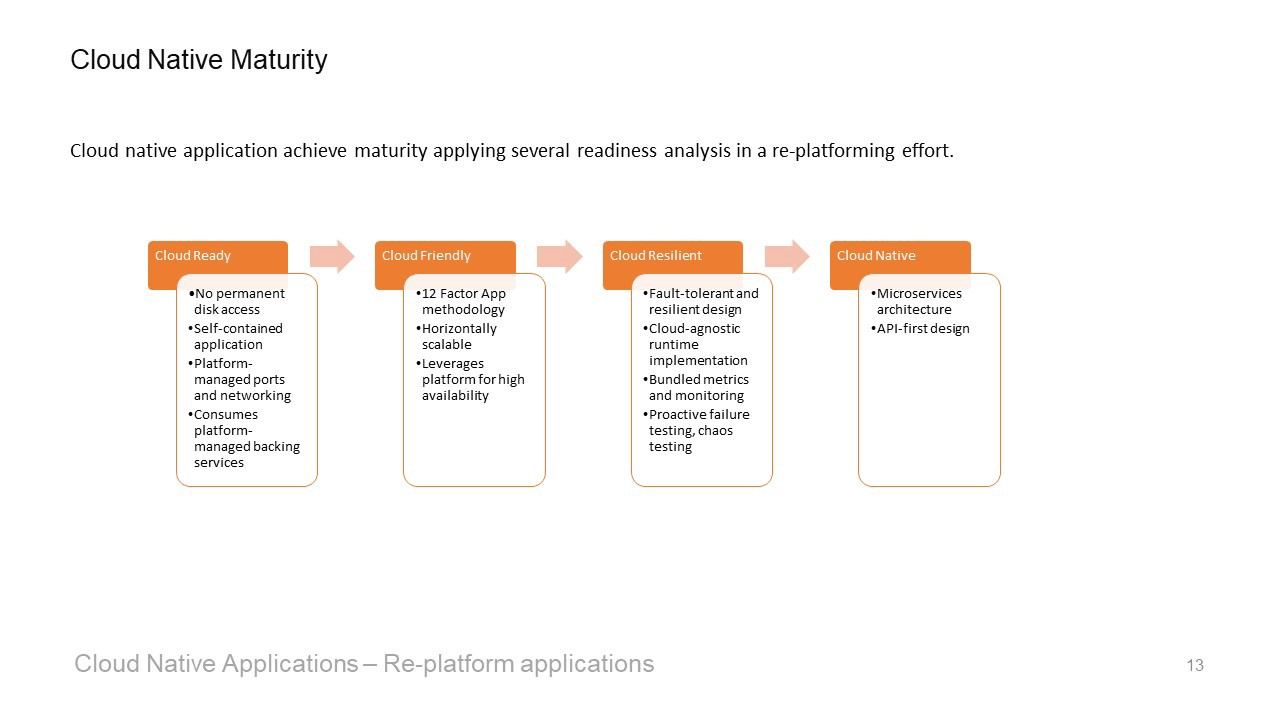 Cloud Native Maturity
Cloud native application achieve maturity applying several readiness analysis in a re-platforming effort.
Cloud Ready
•No permanent
disk access
•Self-contained
application
•Platform-
managed ports
and networking
•Consumes
platform-
managed backing
services
Cloud Friendly
•12 Factor App
methodology
•Horizontally
scalable
•Leverages
platform for high
availability
Cloud Resilient
•Fault-tolerant and
resilient design
•Cloud-agnostic
runtime
implementation
•Bundled metrics
and monitoring
•Proactive failure
testing, chaos
testing
Cloud Native
•Microservices
architecture
•API-first design
Cloud Native Applications – Re-platform applications
13